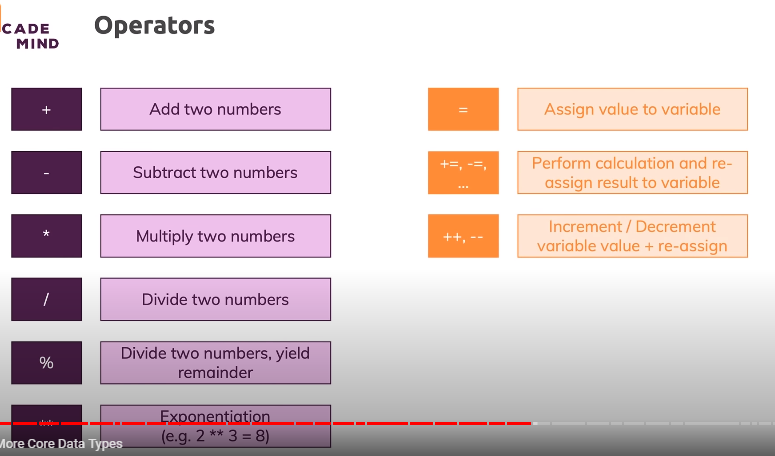 CADE
MIND
Operators
+
Add two numbers
-
Subtract two numbers
*
Multiply two numbers
/
Divide two numbers
%
Divide two numbers, yield
remainder
**
Exponentiation
(e.g. 2 ** 3 = 8)
=
Assign value to variable
+=, -=,
...
Perform calculation and re-
assign result to variable
++, --
Increment / Decrement
variable value + re-assign
More Core Data Types